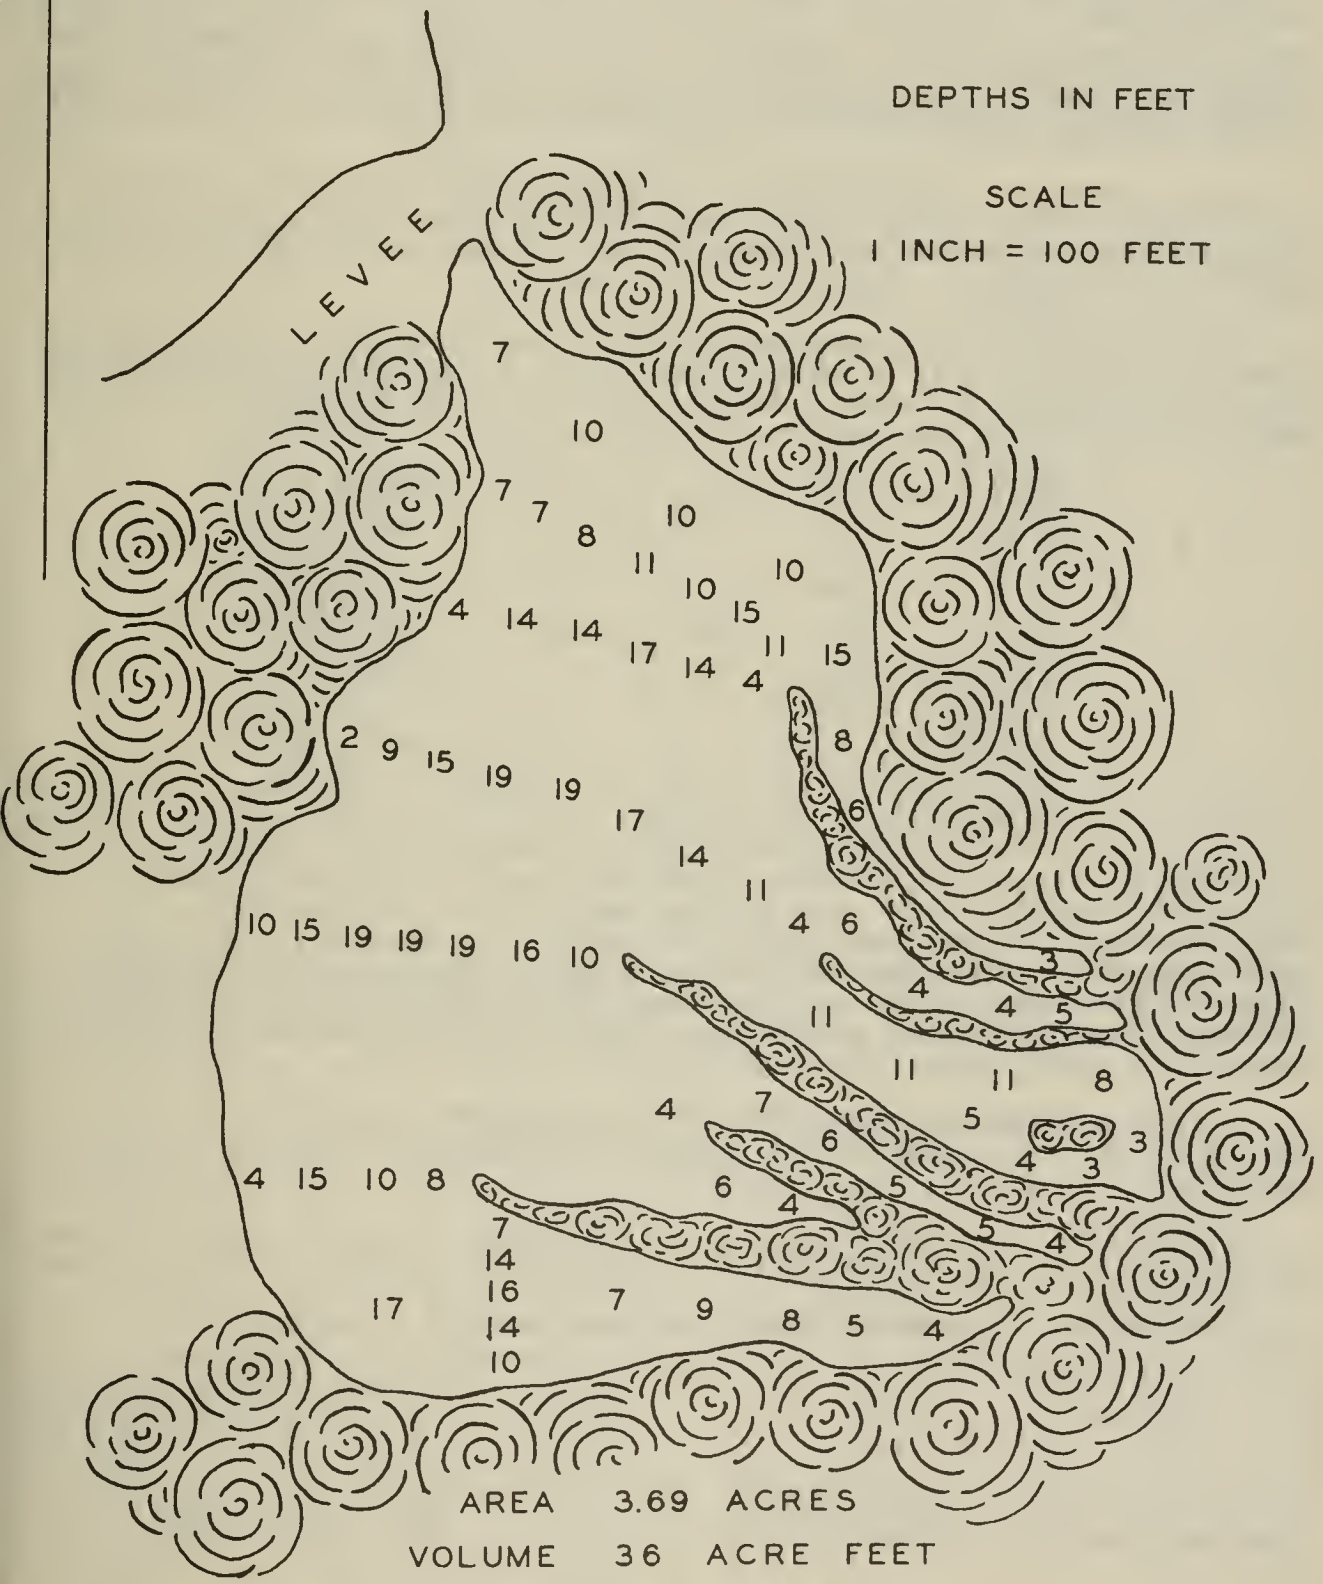 DEPTHS IN FEET
SCALE
1 INCH = 100 FEET
LEVEE
7
10
7 7 8 10
11 10 10
4 14 14 15
17 14 4 11 15
2 9 15 19 19 8
17 6
14
11
10 15 19 19 19 16 10 4 6
3
4 4 5
11
11 11 8
4 7 6 5 3
4 3
4 15 10 8 6 4 5
7 5 4
14
16
17 14 7 9 8 5 4
10
AREA 3.69 ACRES
VOLUME 36 ACRE FEET